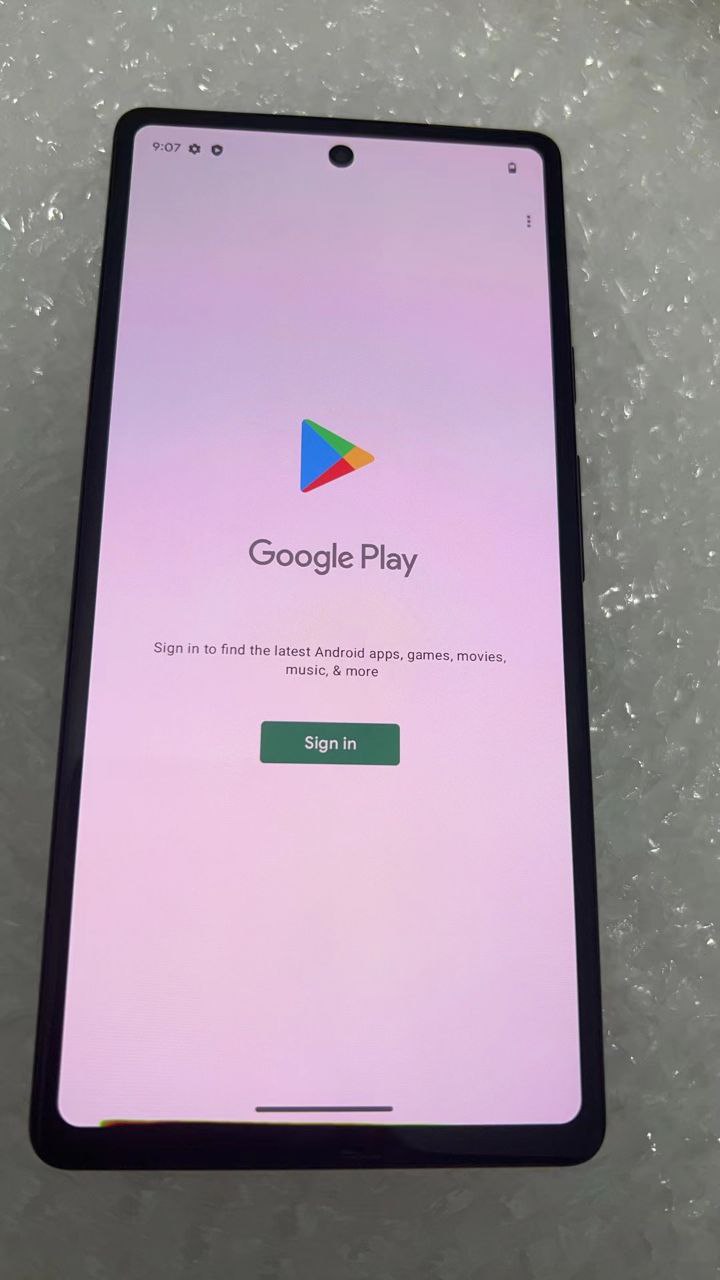 9:07
Google Play
Sign in to find the latest Android apps, games, movies,
music, & more
Sign in